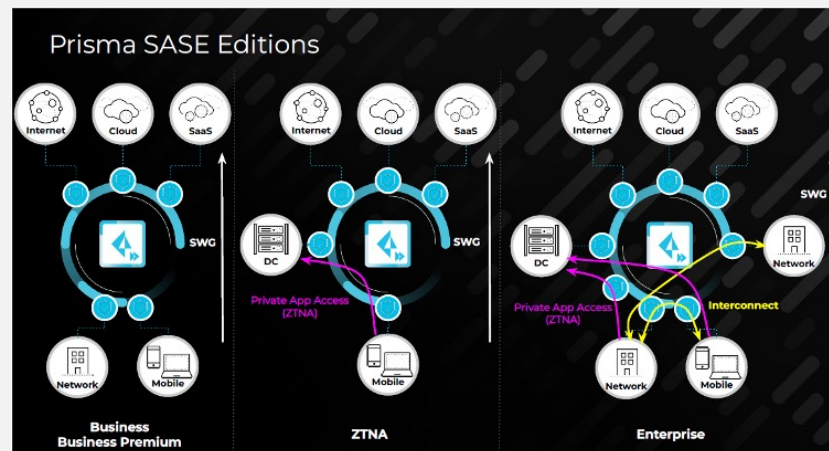 Prisma SASE Editions
Internet
Cloud
SaaS
SWG
Network
Mobile
Business
Business Premium
Internet
Cloud
SaaS
DC
SWG
Private App Access
(ZTNA)
Mobile
ZTNA
Internet
Cloud
SaaS
SWG
DC
Network
Private App Access
(ZTNA)
Interconnect
Network
Mobile
Enterprise